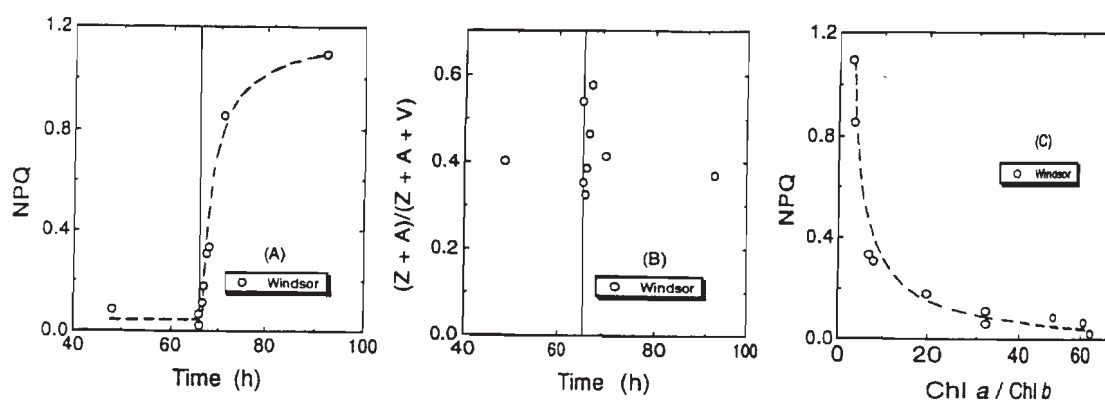 1.2
0.8
0.4
0.0
NPQ
40
60
80
100
Time (h)
(A)
Windsor
0.6
0.4
0.2
0.0
(Z + A)/(Z + A + V)
40
60
80
100
Time (h)
(B)
Windsor
1.2
0.8
0.4
0.0
NPQ
0
20
40
60
Chl a / Chl b
(C)
Windsor